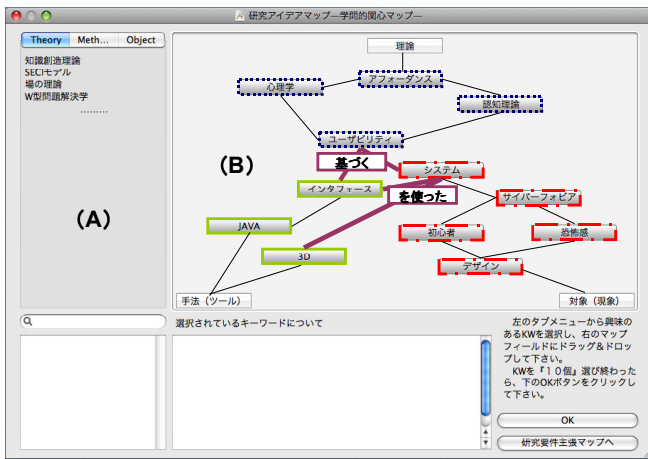 研究アイデアマップ―学問的関心マップ―
Theory Meth... Object
知識創造理論
SECIモデル
場の理論
W型問題解決学
.........
(A)
(B)
理論
心理学
アフォーダンス
認知理論
ユーザビリティ
基づく
システム
インタフェース
を使った
サイバーフォビア
JAVA
初心者
恐怖感
3D
デザイン
手法（ツール）
対象（現象）
選択されているキーワードについて
左のタブメニューから興味の
あるKWを選択し、右のマップ
フィールドにドラッグ＆ドロッ
プして下さい。
KWを『１０個』選び終わった
ら、下のOKボタンをクリックし
て下さい。
OK
研究要件主張マップへ